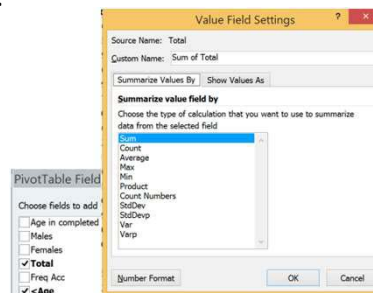 Value Field Settings
?
Source Name: Total
Custom Name: Sum of Total
Summarize Values By Show Values As
Summarize value field by
Choose the type of calculation that you want to use to summarize
data from the selected field
Sum
Count
Average
Max
Min
Product
Count Numbers
StdDev
StdDevp
Var
Varp
Number Format OK Cancel
PivotTable Field
Choose fields to add
Age in completed
Males
Females
Total
Freq Acc
<Age